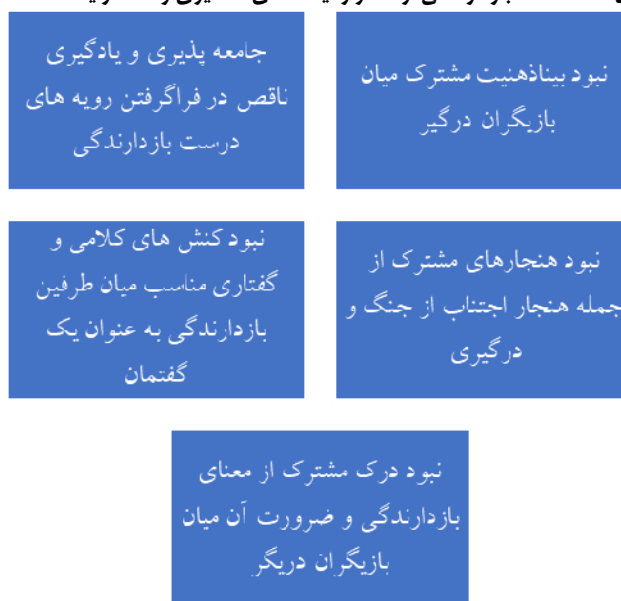 نبود بیناذهنیت مشترک میان
بازیگران درگیر
جامعه پذیری و یادگیری
ناقص در فراگرفتن رویه های
درست بازدارندگی
نبود هنجارهای مشترک از
جمله هنجار اجتناب از جنگ و
درگیری
نبود کنش های کلامی و
گفتاری مناسب میان طرفین
بازدارندگی به عنوان یک
گفتمان
نبود درک مشترک از معنای
بازدارندگی و ضرورت آن میان
بازیگران دریگر